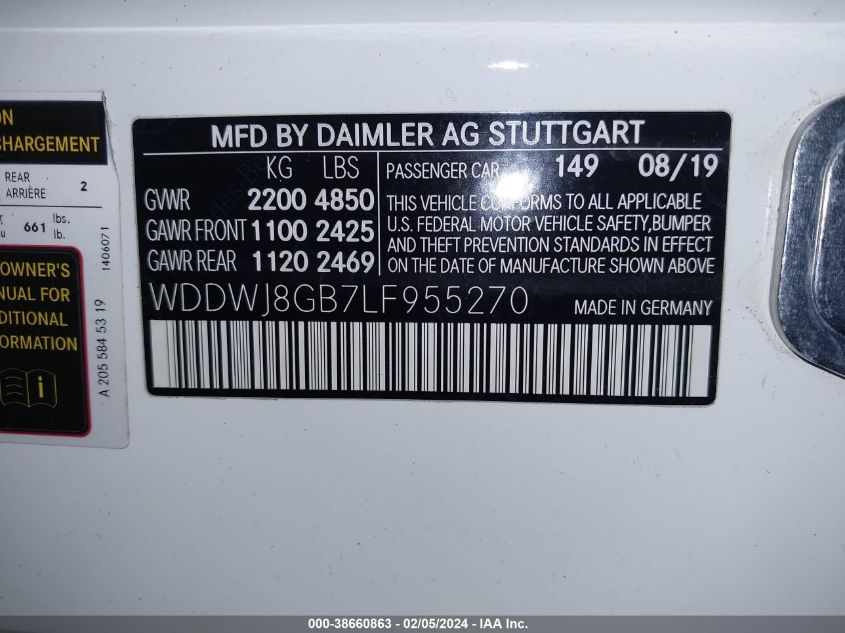 ON
CHARGEMENT
REAR
ARRIÈRE 2
661 lbs.
lb.
OWNER'S
MANUAL FOR
ADDITIONAL
INFORMATION
i
1406071
A 205 584 53 19
MFD BY DAIMLER AG STUTTGART
KG LBS
GVWR 2200 4850
GAWR FRONT 1100 2425
GAWR REAR 1120 2469
PASSENGER CAR 149 08/19
THIS VEHICLE CONFORMS TO ALL APPLICABLE
U.S. FEDERAL MOTOR VEHICLE SAFETY,BUMPER
AND THEFT PREVENTION STANDARDS IN EFFECT
ON THE DATE OF MANUFACTURE SHOWN ABOVE
WDDWJ8GB7LF955270 MADE IN GERMANY
000-38660863 - 02/05/2024 - IAA Inc.